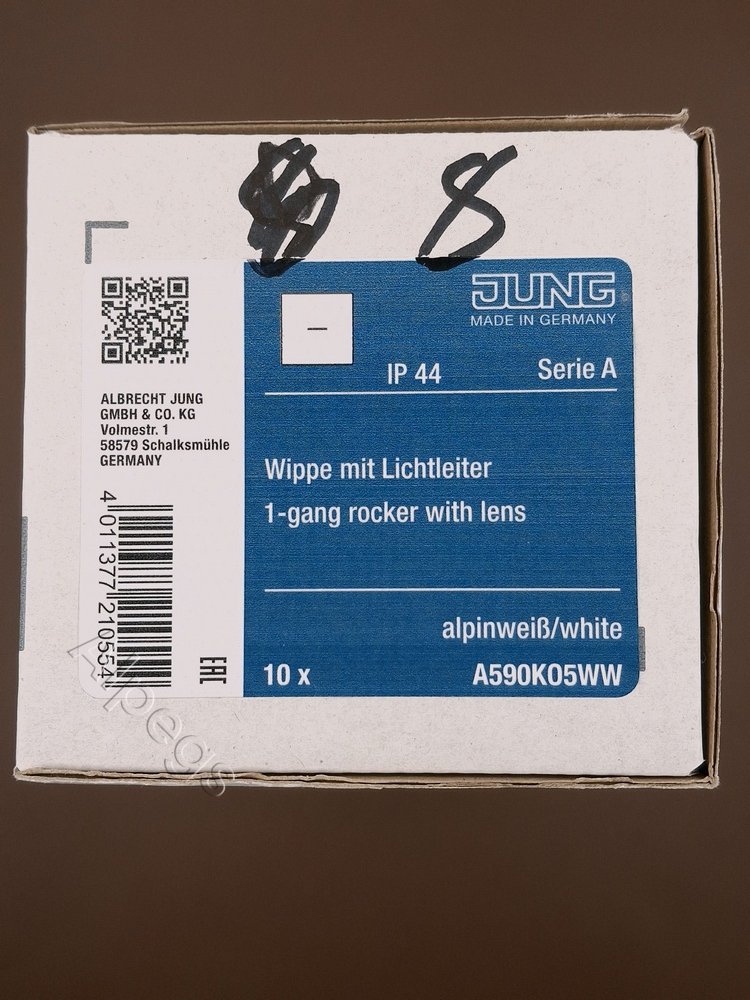 8
JUNG
MADE IN GERMANY
IP 44
Serie A
ALBRECHT JUNG
GMBH & CO. KG
Volmestr. 1
58579 Schalksmühle
GERMANY
Wippe mit Lichtleiter
1-gang rocker with lens
4 011377 210554
EAC
alpinweiß/white
10 x
A590KO5WW
Alpegs